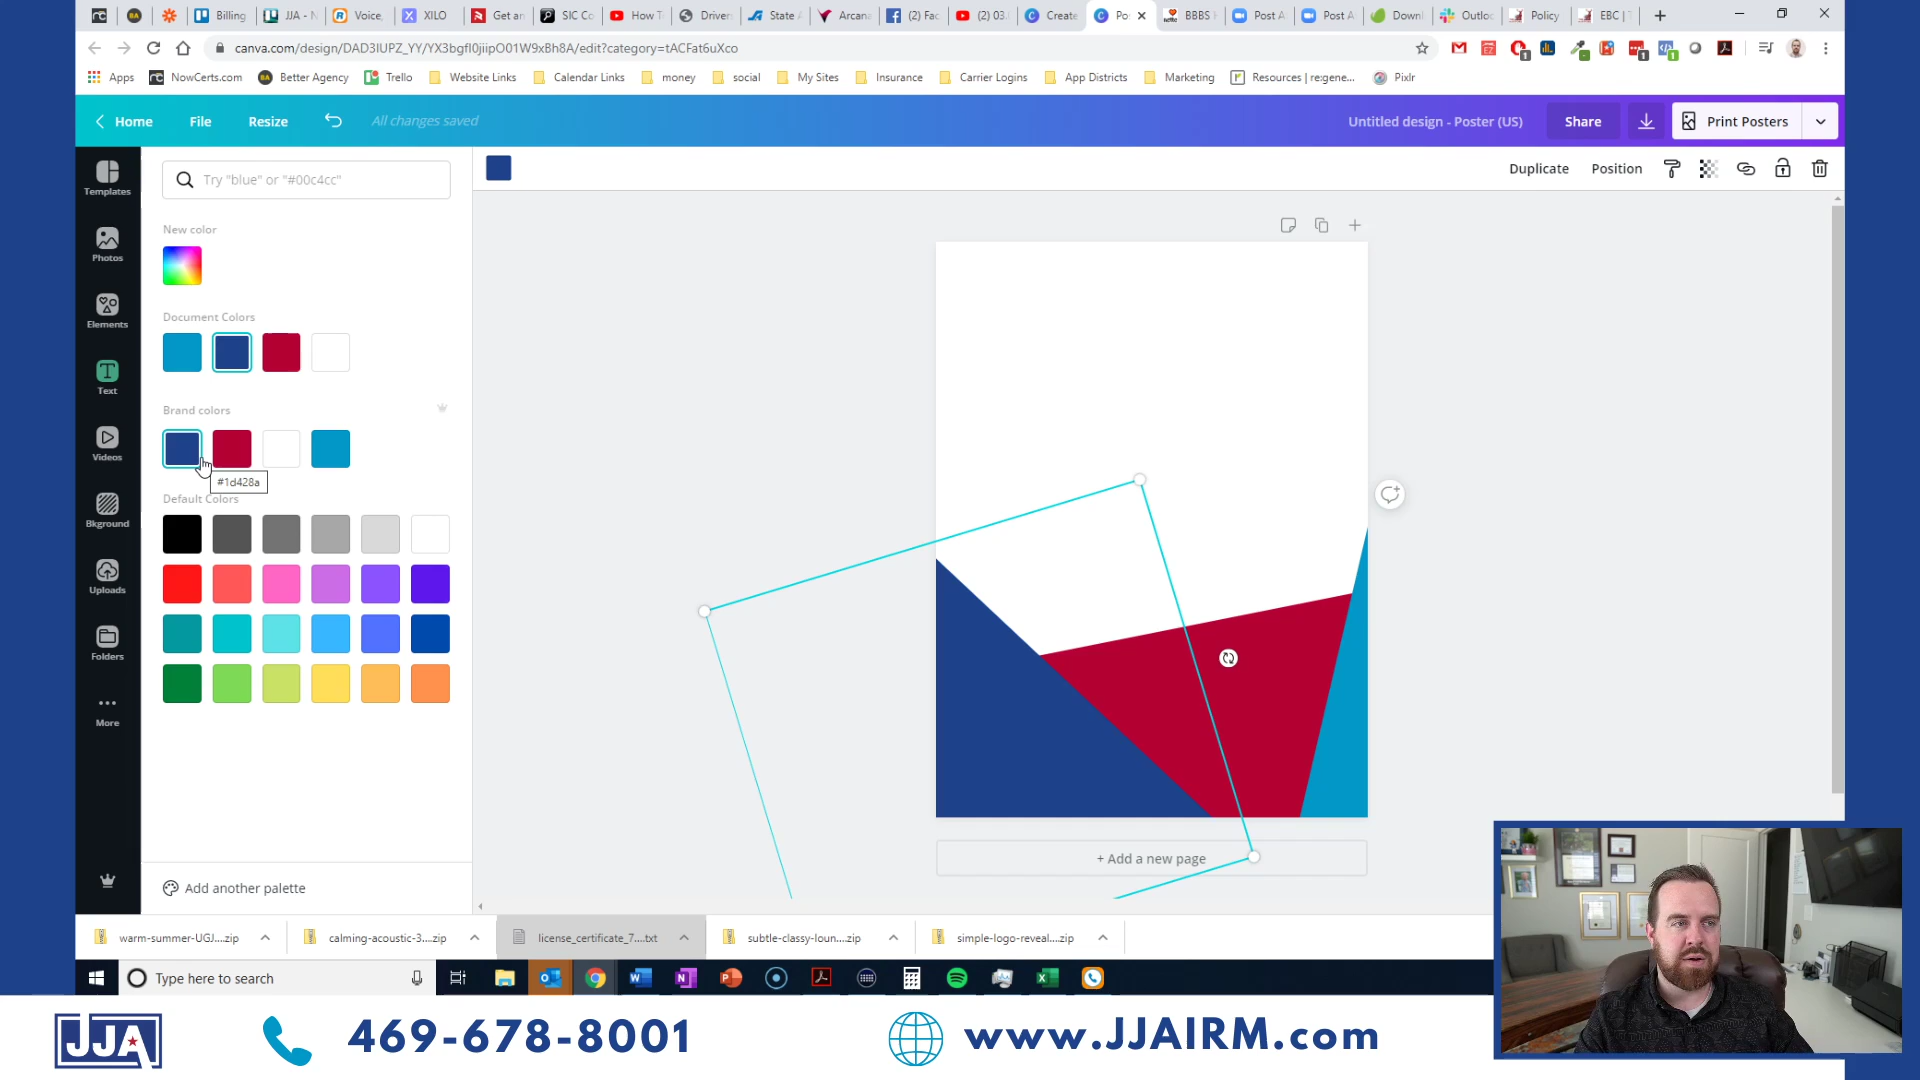 Billing
JJA - N
Voice,
XILO
Get an
SIC Co
How T
Driver
State A
Arcana
(2) Fac
(2) 03.
Create
Po
BBBS
Post A
Post A
Downl
Outloo
Policy
EBC | T
canva.com/design/DAD3IUPZ_YY/YX3bgfl0jiipO01W9xBh8A/edit?category=tACFat6uXco
Apps
NowCerts.com
Better Agency
Trello
Website Links
Calendar Links
money
social
My Sites
Insurance
Carrier Logins
App Districts
Marketing
Resources | re:gene...
Pixlr
Home
File
Resize
All changes saved
Untitled design - Poster (US)
Share
Print Posters
Templates
Photos
Elements
Text
Videos
Bkground
Uploads
Folders
More
Try "blue" or "#00c4cc"
New color
Document Colors
Brand colors
#1d428a
Default Colors
Add another palette
Duplicate
Position
+ Add a new page
warm-summer-UGJ....zip
calming-acoustic-3....zip
license_certificate_7....txt
subtle-classy-loun....zip
simple-logo-reveal....zip
Type here to search
JJA
469-678-8001
www.JJAIRM.com